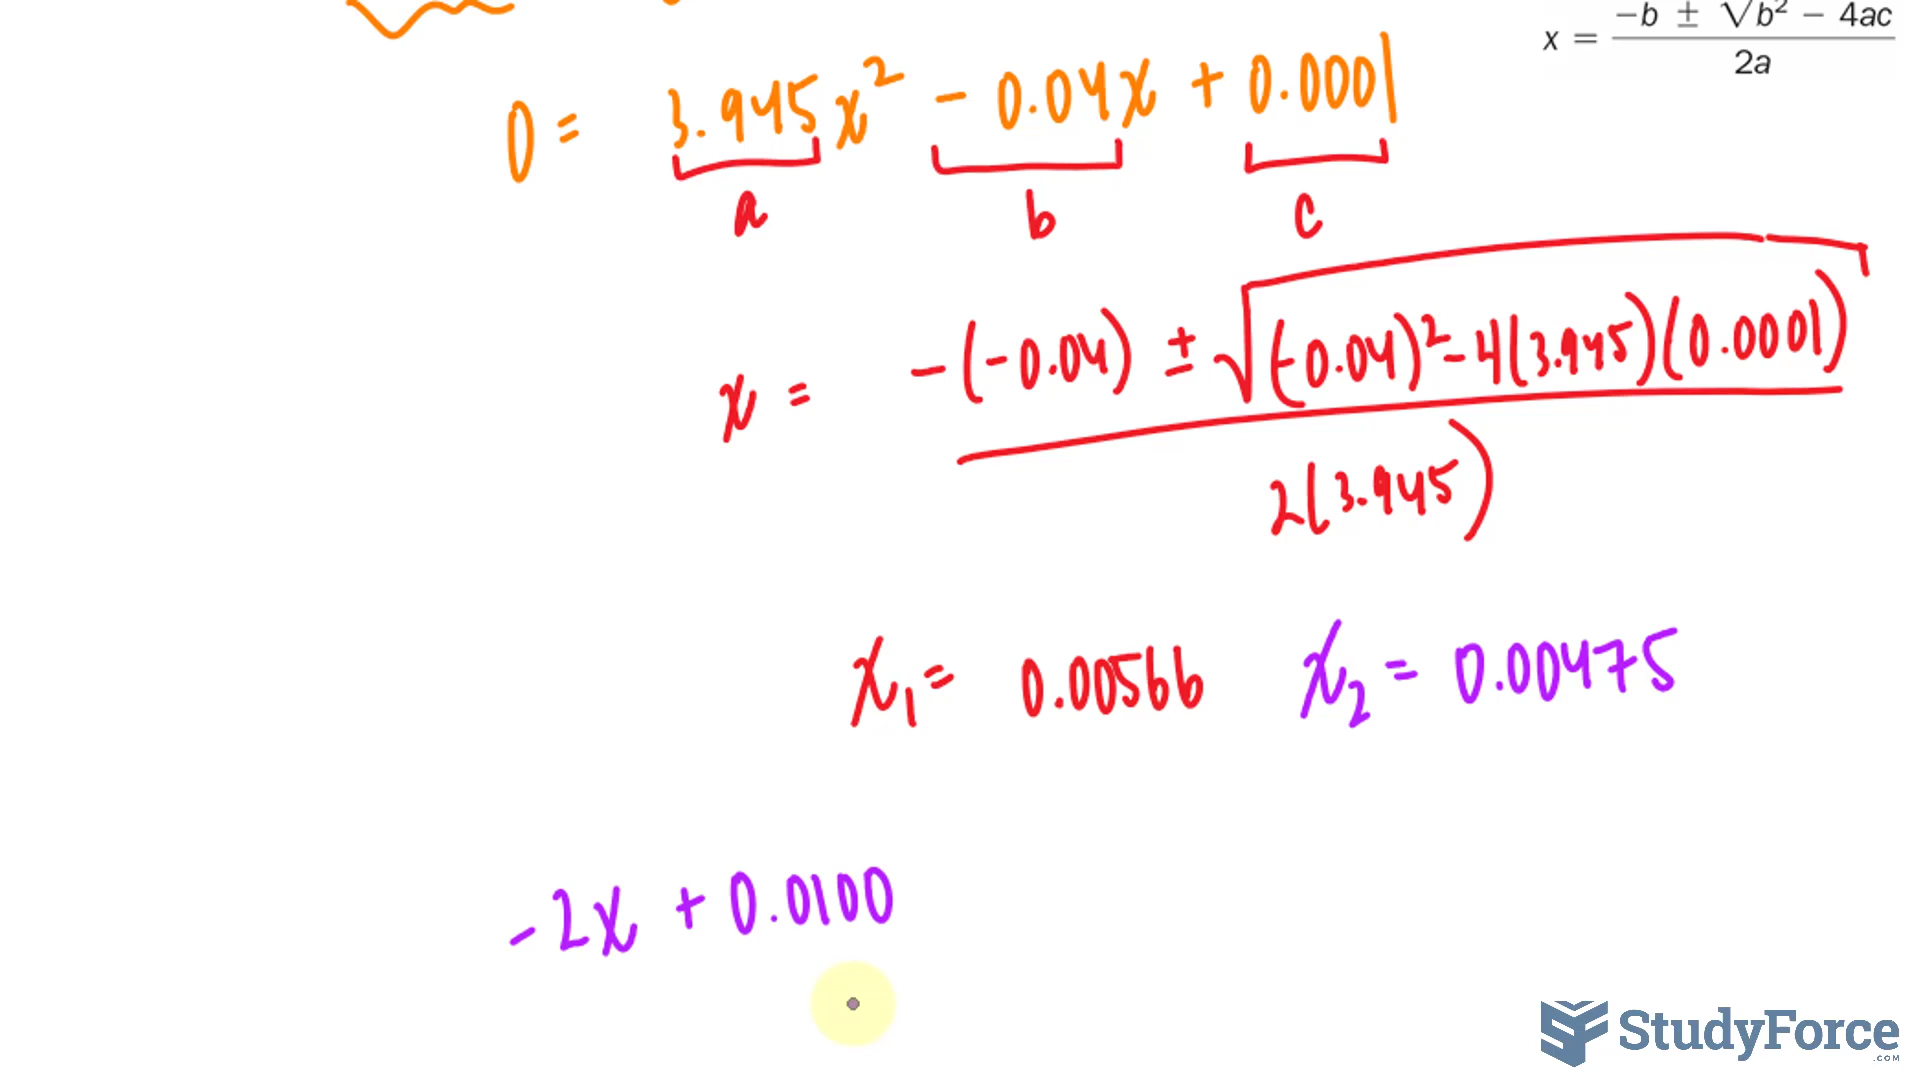 x = −b ± √b² − 4ac / 2a
0 = 3.945x² − 0.04x + 0.0001
a b c
x = −(−0.04) ± √(−0.04)² − 4(3.945)(0.0001) / 2(3.945)
x₁ = 0.00566 x₂ = 0.00475
−2x + 0.0100
StudyForce
.COM